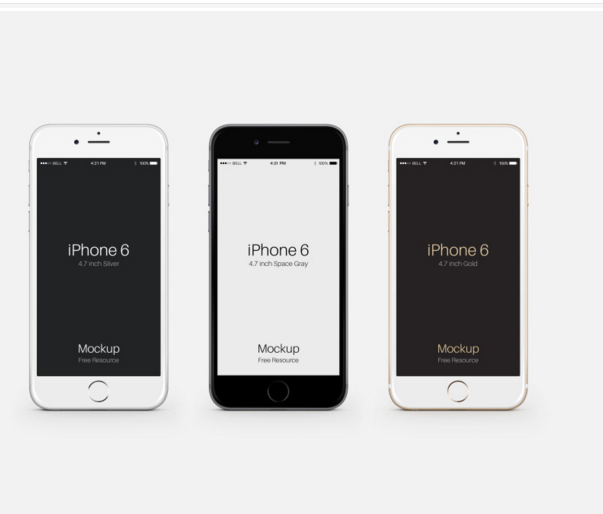 BELL 4:21 PM 100%
iPhone 6
4.7 inch Silver
Mockup
Free Resource
BELL 4:21 PM 100%
iPhone 6
4.7 inch Space Gray
Mockup
Free Resource
BELL 4:21 PM 100%
iPhone 6
4.7 inch Gold
Mockup
Free Resource